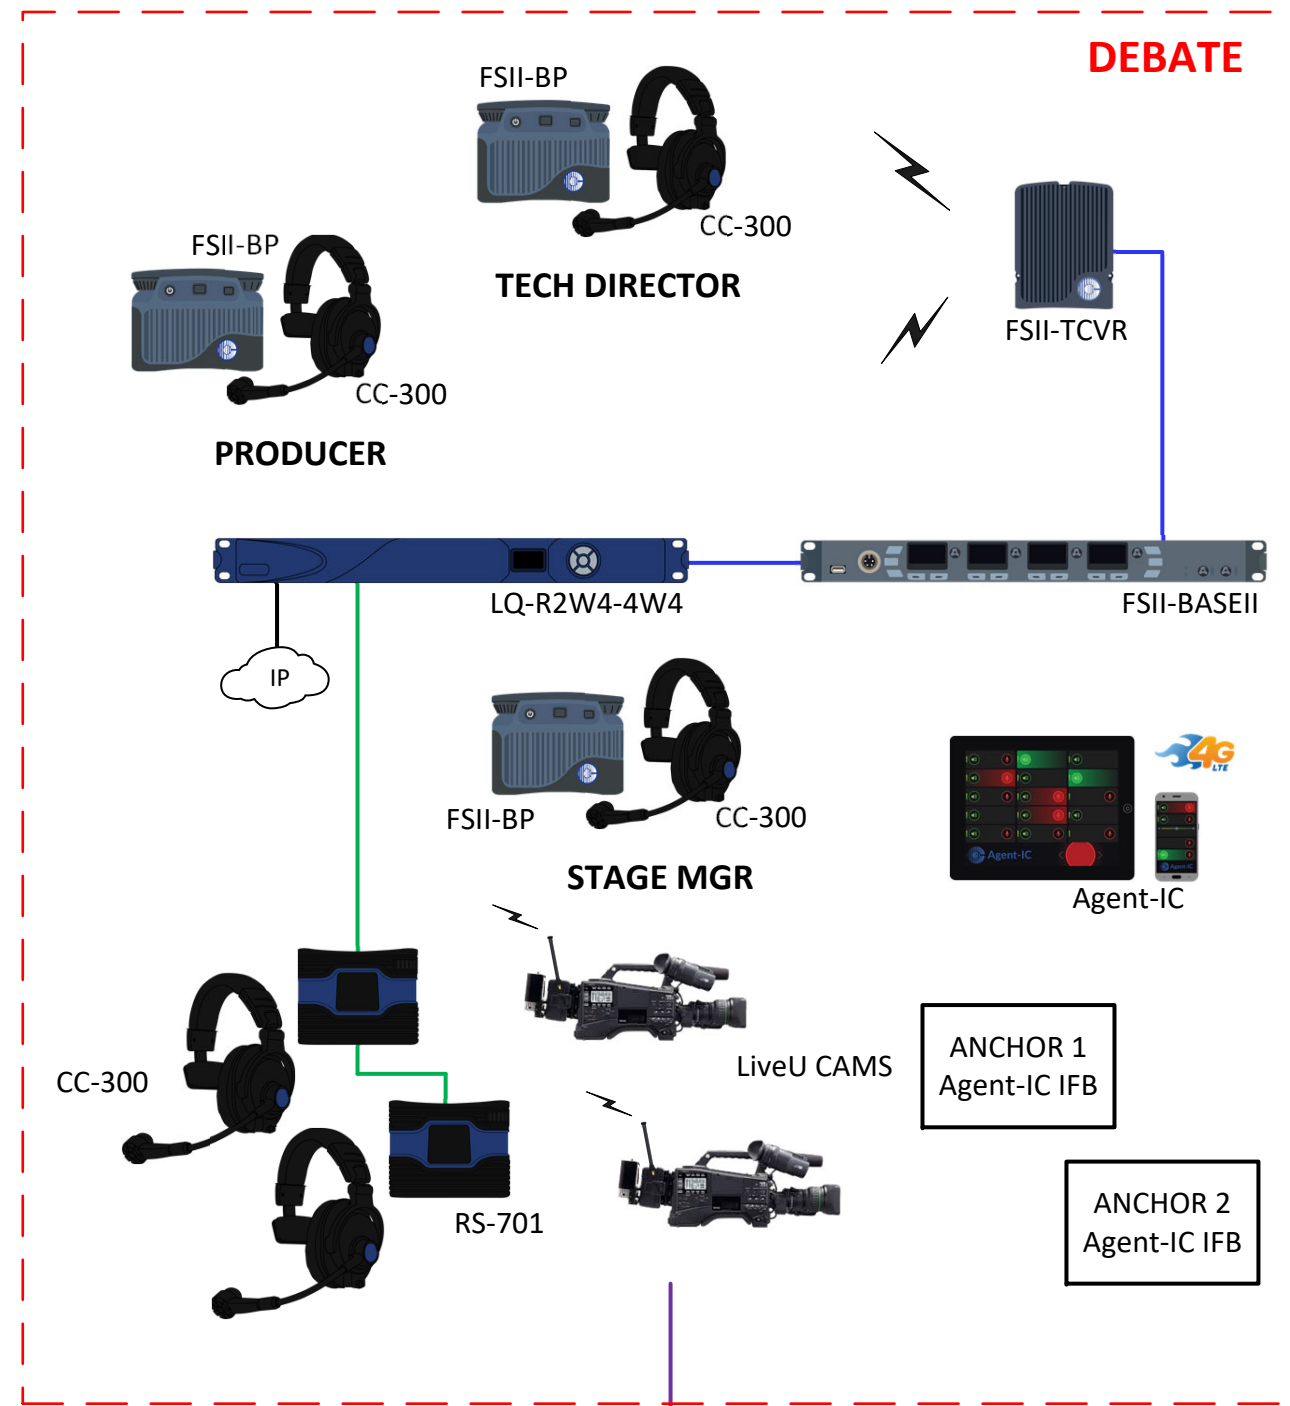 DEBATE
FSII-BP
CC-300
TECH DIRECTOR
FSII-BP
CC-300
PRODUCER
FSII-TCVR
LQ-R2W4-4W4
FSII-BASEII
IP
FSII-BP
CC-300
STAGE MGR
4G
LTE
Agent-IC
Agent-IC
Agent-IC
CC-300
RS-701
LiveU CAMS
ANCHOR 1
Agent-IC IFB
ANCHOR 2
Agent-IC IFB